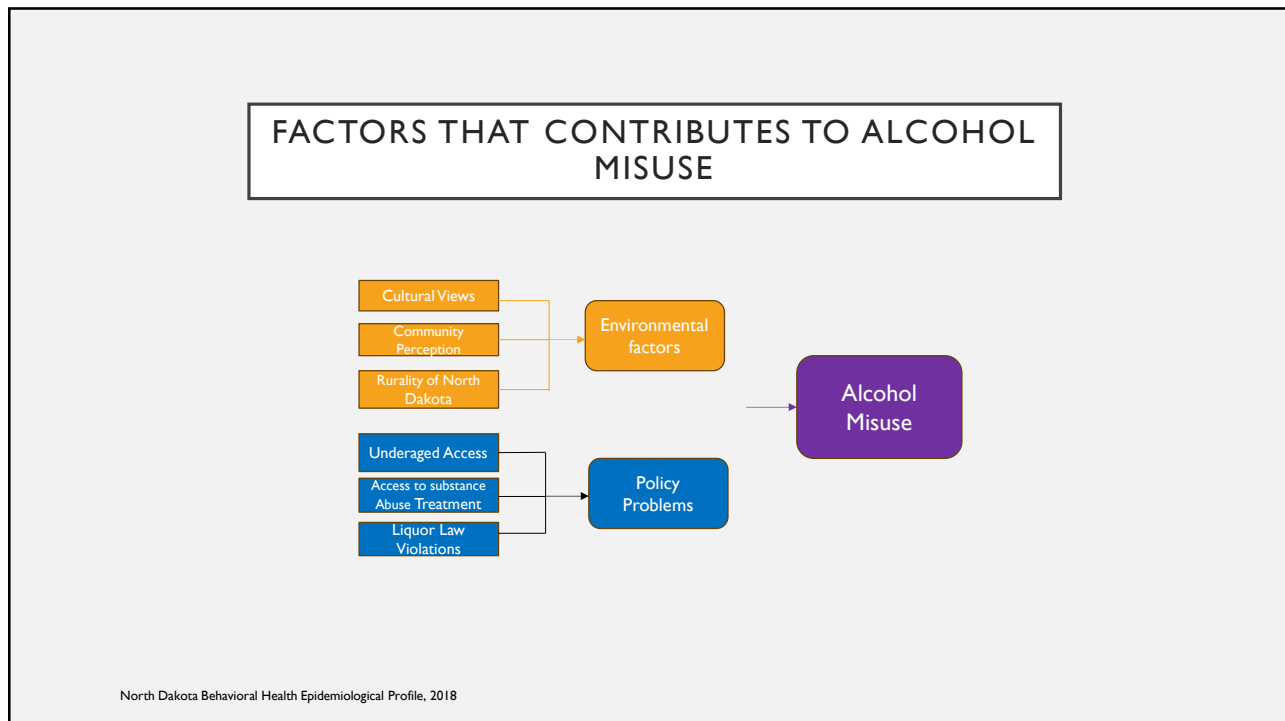 FACTORS THAT CONTRIBUTES TO ALCOHOL
MISUSE
Cultural Views
Community
Perception
Rurality of North
Dakota
Environmental
factors
Underaged Access
Access to substance
Abuse Treatment
Liquor Law
Violations
Policy
Problems
Alcohol
Misuse
North Dakota Behavioral Health Epidemiological Profile, 2018